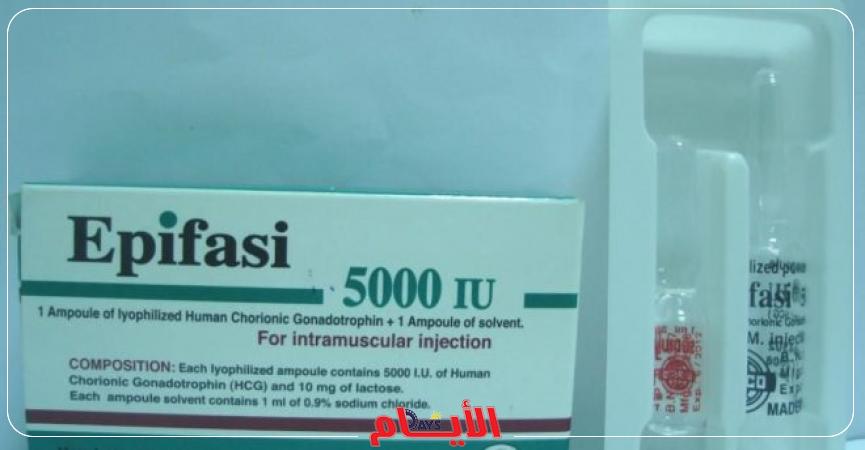 Epifasi
5000 IU
1 Ampoule of lyophilized Human Chorionic Gonadotrophin + 1 Ampoule of solvent.
For intramuscular injection
COMPOSITION: Each lyophilized ampoule contains 5000 I.U. of Human
Chorionic Gonadotrophin (HCG) and 10 mg of lactose.
Each ampoule solvent contains 1 ml of 0.9% sodium chloride.
fasi
M.
B.N
Exp
MADE
2012
الأيام
DAYS